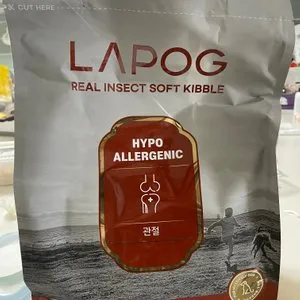 CUT HERE
LAPOG
REAL INSECT SOFT KIBBLE
HYPO
ALLERGENIC
관절